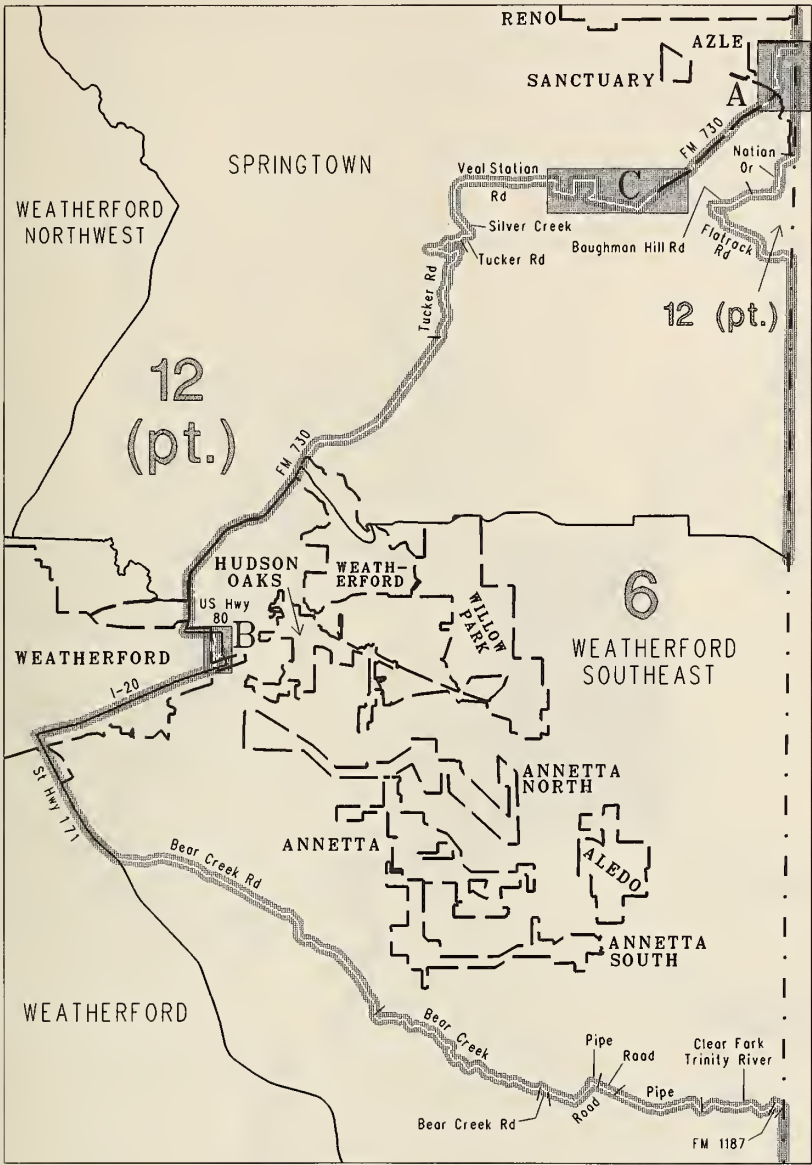 RENO
AZLE
SANCTUARY
A
FM 730
Nation
Dr
SPRINGTOWN
Veal Station
Rd
C
WEATHERFORD
NORTHWEST
Silver Creek
Tucker Rd
Baughman Hill Rd
Flatrock
Rd
Tucker Rd
12 (pt.)
12
(pt.)
FM 730
HUDSON
OAKS
WEATH-
ERFORD
WILLOW
PARK
6
US Hwy
80
B
WEATHERFORD
WEATHERFORD
SOUTHEAST
I-20
St Hwy 171
ANNETTA
NORTH
ANNETTA
ALEDO
Bear Creek Rd
ANNETTA
SOUTH
WEATHERFORD
Bear Creek
Pipe
Road
Clear Fork
Trinity River
Pipe
Road
Bear Creek Rd
FM 1187